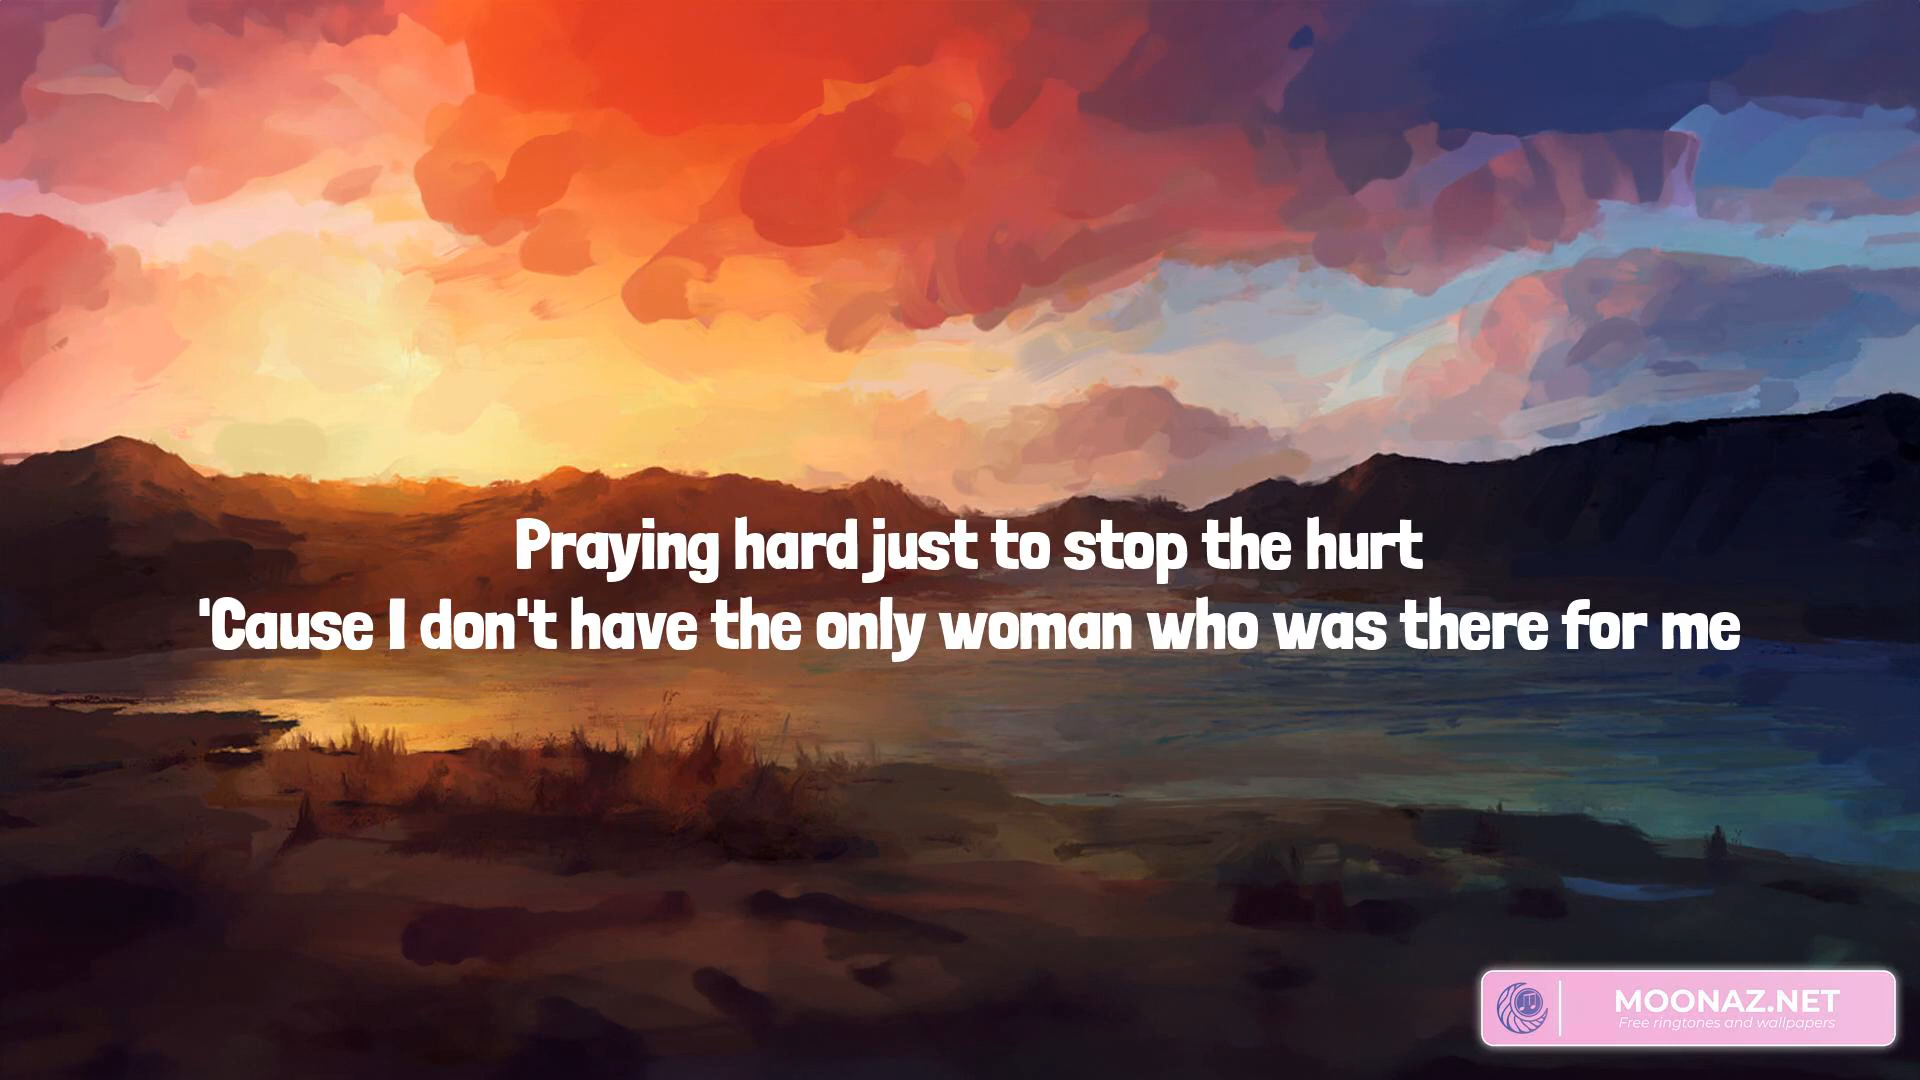 Praying hard just to stop the hurt
'Cause I don't have the only woman who was there for me
MOONAZ.NET
Free ringtones and wallpapers